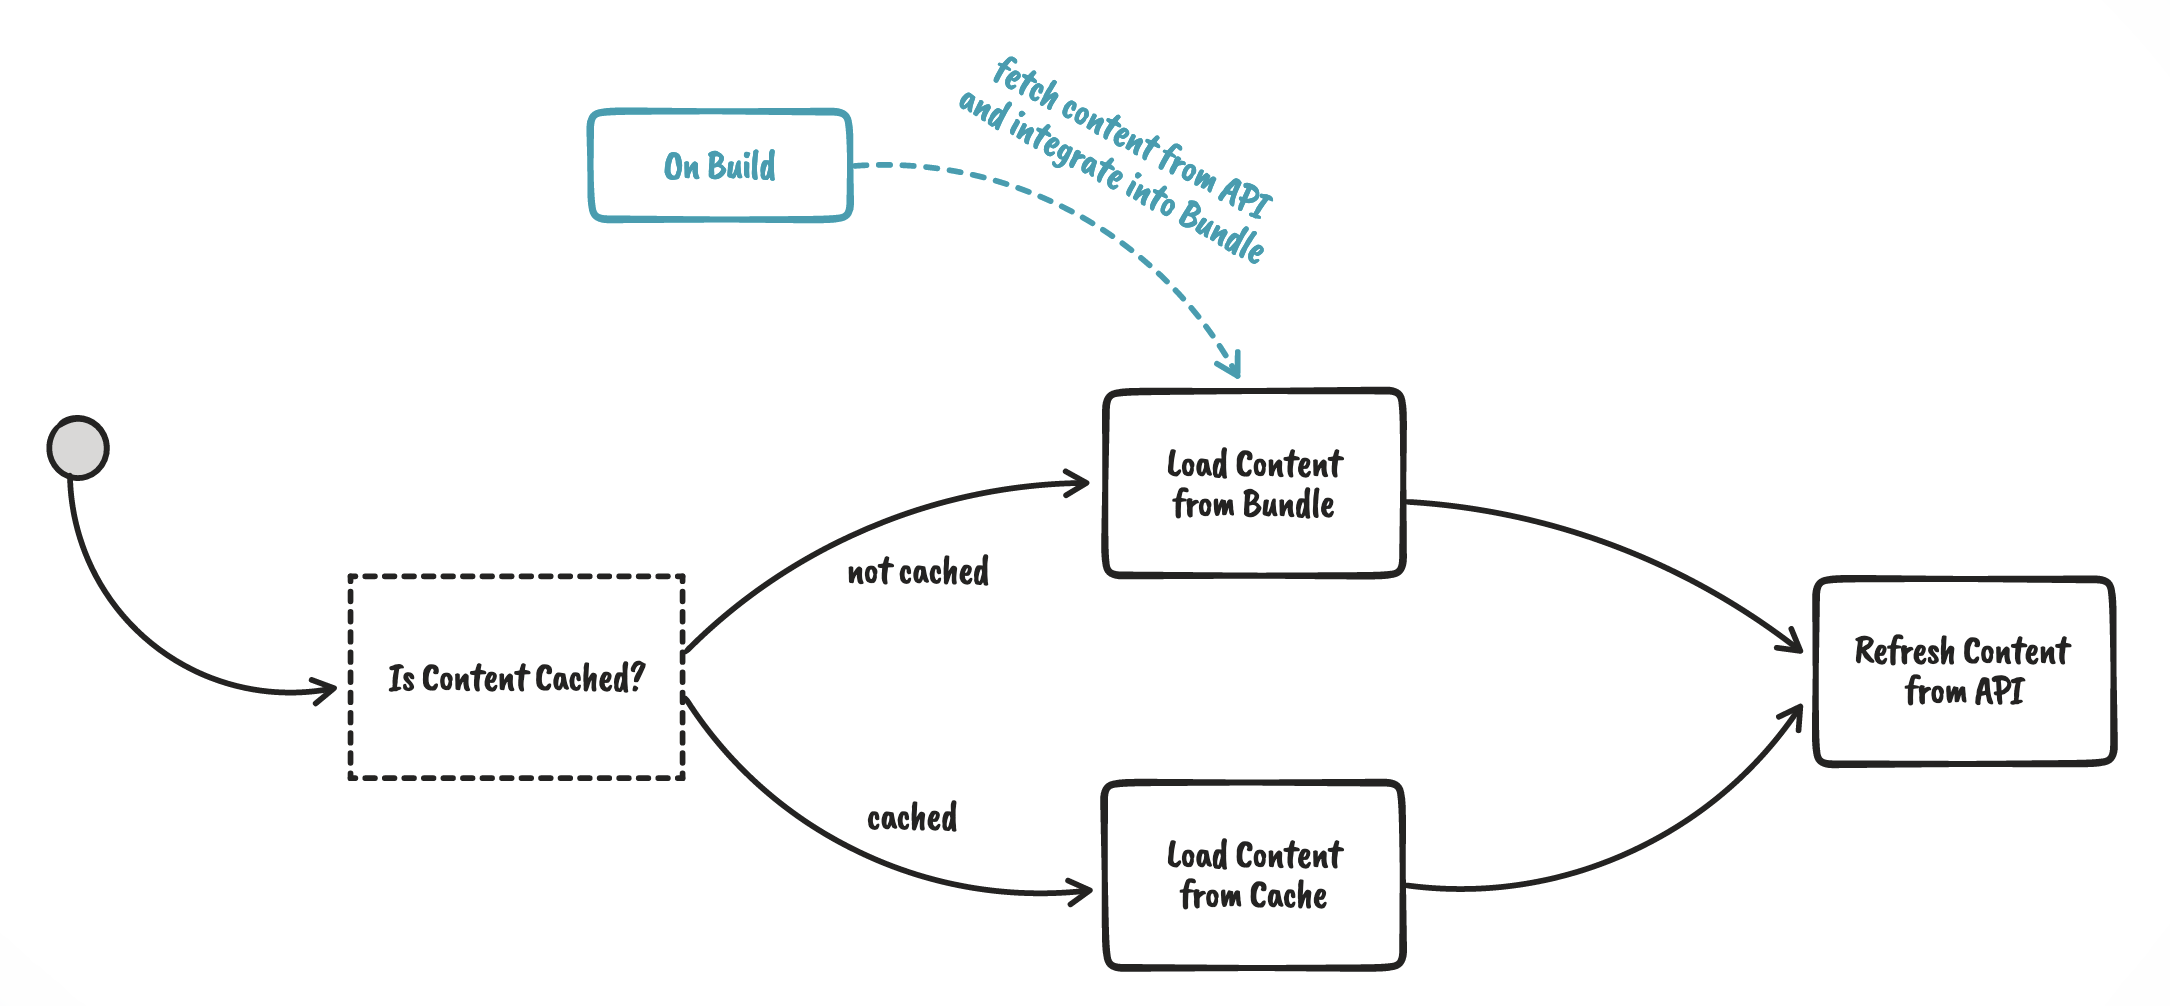 fetch content from API
and integrate into Bundle
On Build
Load Content
from Bundle
not cached
Is Content Cached?
Refresh Content
from API
cached
Load Content
from Cache